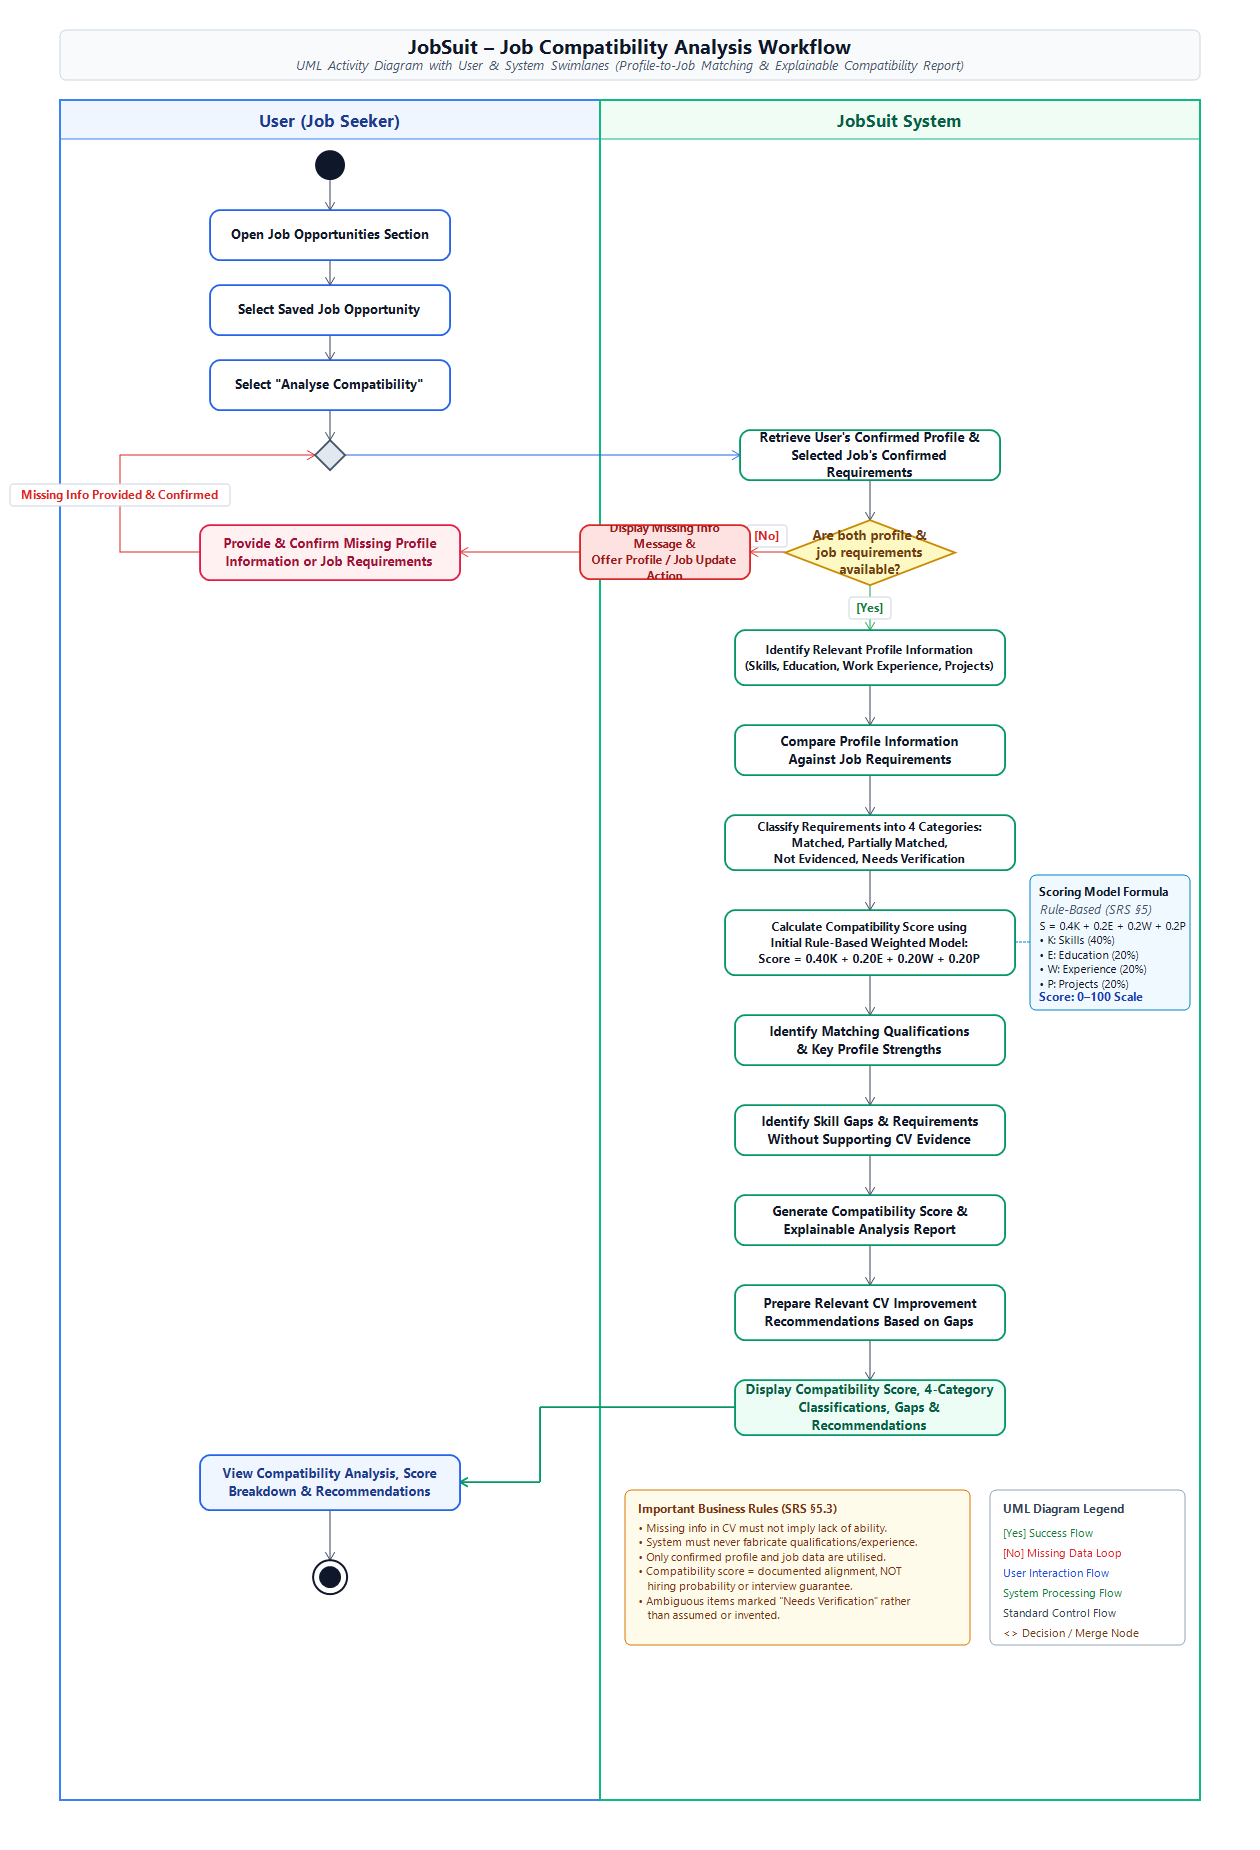 JobSuit – Job Compatibility Analysis Workflow
UML Activity Diagram with User & System Swimlanes (Profile-to-Job Matching & Explainable Compatibility Report)
User (Job Seeker)
JobSuit System
Open Job Opportunities Section
Select Saved Job Opportunity
Select "Analyse Compatibility"
Retrieve User's Confirmed Profile &
Selected Job's Confirmed
Requirements
Missing Info Provided & Confirmed
Provide & Confirm Missing Profile
Information or Job Requirements
Display Missing Info
Message &
Offer Profile / Job Update
Action
[No]
Are both profile &
job requirements
available?
[Yes]
Identify Relevant Profile Information
(Skills, Education, Work Experience, Projects)
Compare Profile Information
Against Job Requirements
Classify Requirements into 4 Categories:
Matched, Partially Matched,
Not Evidenced, Needs Verification
Calculate Compatibility Score using
Initial Rule-Based Weighted Model:
Score = 0.40K + 0.20E + 0.20W + 0.20P
Scoring Model Formula
Rule-Based (SRS §5)
S = 0.4K + 0.2E + 0.2W + 0.2P
• K: Skills (40%)
• E: Education (20%)
• W: Experience (20%)
• P: Projects (20%)
Score: 0–100 Scale
Identify Matching Qualifications
& Key Profile Strengths
Identify Skill Gaps & Requirements
Without Supporting CV Evidence
Generate Compatibility Score &
Explainable Analysis Report
Prepare Relevant CV Improvement
Recommendations Based on Gaps
Display Compatibility Score, 4-Category
Classifications, Gaps &
Recommendations
View Compatibility Analysis, Score
Breakdown & Recommendations
Important Business Rules (SRS §5.3)
• Missing info in CV must not imply lack of ability.
• System must never fabricate qualifications/experience.
• Only confirmed profile and job data are utilised.
• Compatibility score = documented alignment, NOT
hiring probability or interview guarantee.
• Ambiguous items marked "Needs Verification" rather
than assumed or invented.
UML Diagram Legend
[Yes] Success Flow
[No] Missing Data Loop
User Interaction Flow
System Processing Flow
Standard Control Flow
<> Decision / Merge Node